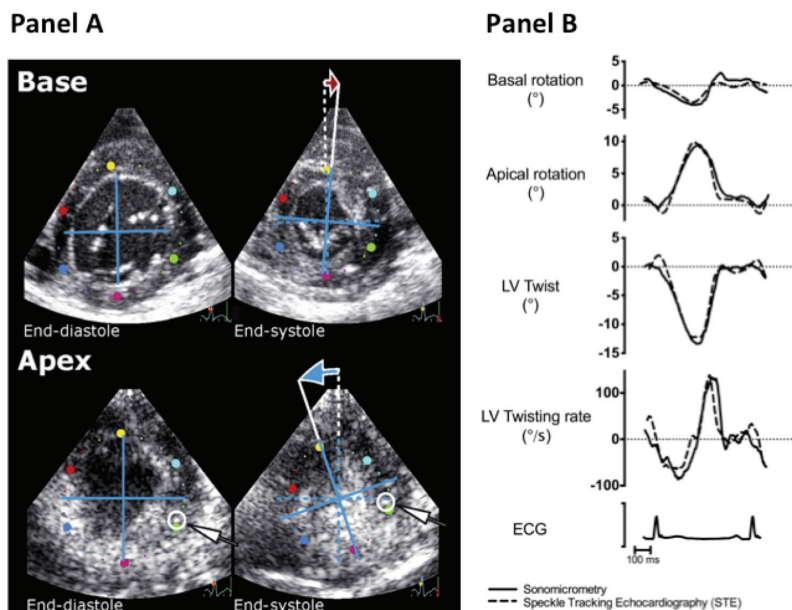 Panel A
Base
End-diastole
End-systole
Apex
End-diastole
End-systole
Panel B
Basal rotation
(°)
5
0
-5
Apical rotation
(°)
10
5
0
LV Twist
(°)
5
0
-5
-10
-15
LV Twisting rate
(°/s)
100
0
-100
ECG
100 ms
Sonomicrometry
Speckle Tracking Echocardiography (STE)